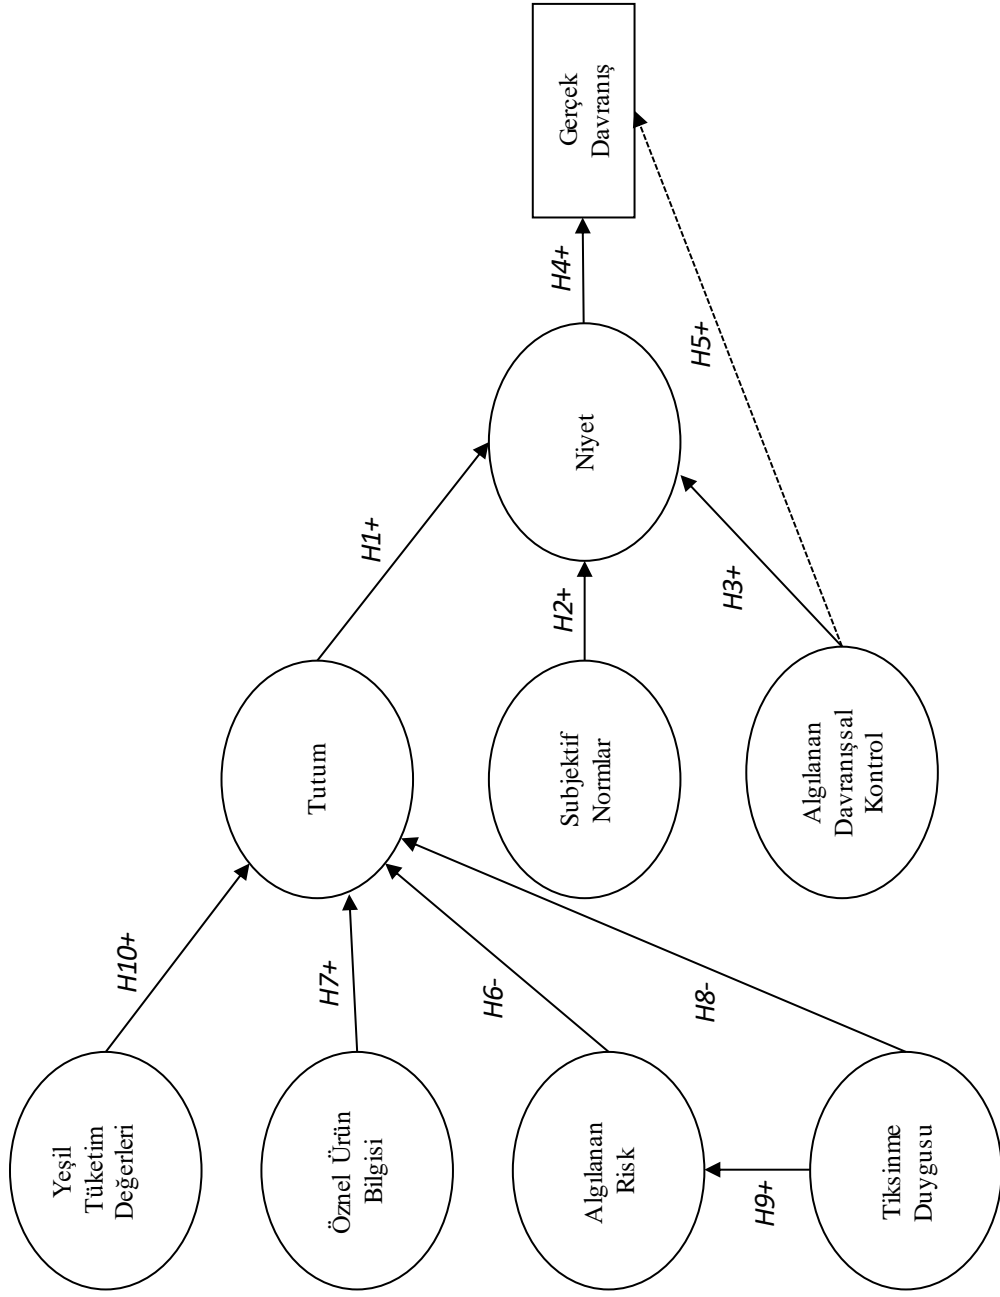 Yeşil
Tüketim
Değerleri
Öznel Ürün
Bilgisi
Algılanan
Risk
Tiksinme
Duygusu
H10+
H7+
H6-
H8-
H9+
Tutum
Subjektif
Normlar
Algılanan
Davranışsal
Kontrol
H1+
H2+
H3+
Niyet
H4+
H5+
Gerçek
Davranış